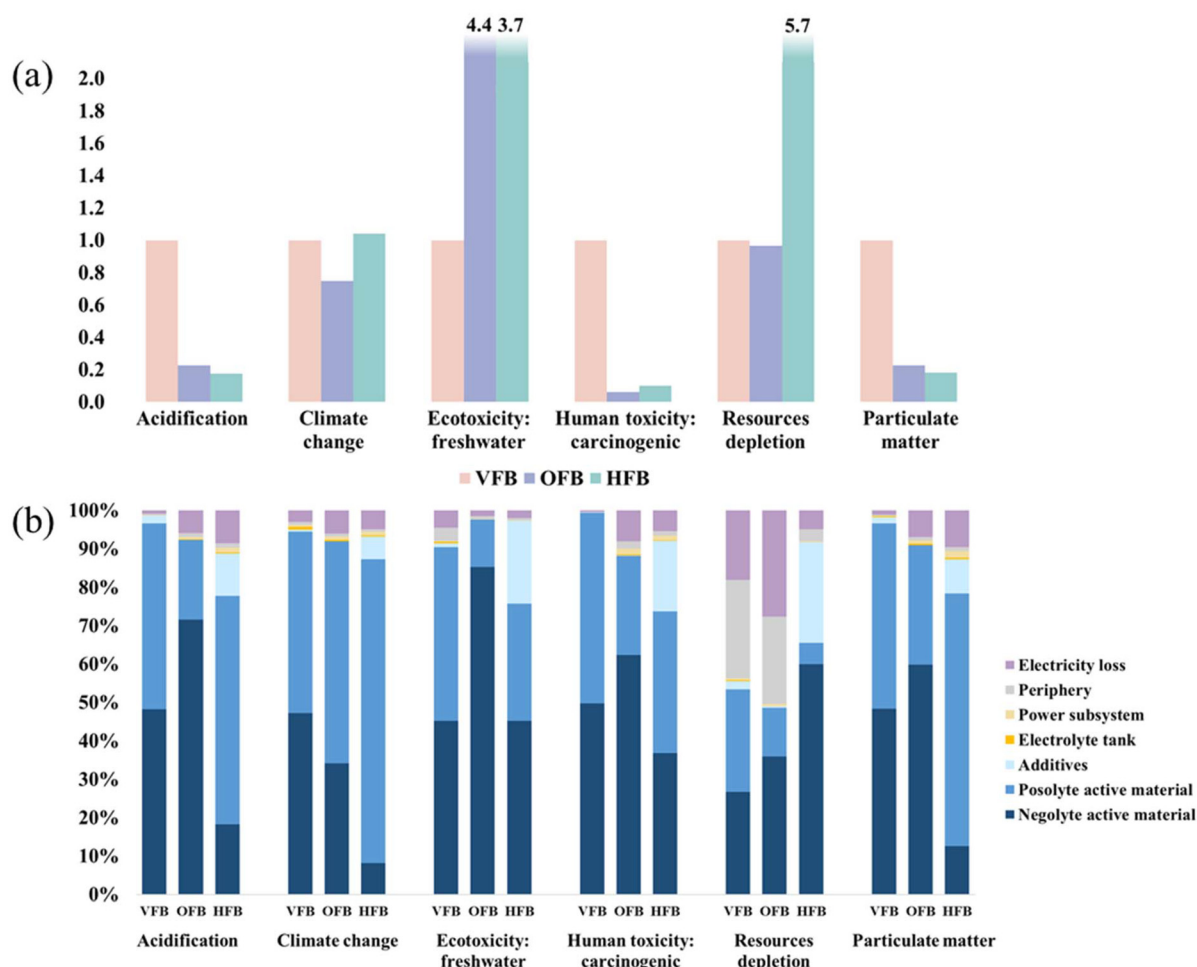 (a)
4.4 3.7
5.7
2.0
1.8
1.6
1.4
1.2
1.0
0.8
0.6
0.4
0.2
0.0
Acidification
Climate
change
Ecotoxicity:
freshwater
Human toxicity:
carcinogenic
Resources
depletion
Particulate
matter
VFB OFB HFB
(b)
100%
90%
80%
70%
60%
50%
40%
30%
20%
10%
0%
Electricity loss
Periphery
Power subsystem
Electrolyte tank
Additives
Posolyte active material
Negolyte active material
VFB OFB HFB
Acidification
VFB OFB HFB
Climate change
VFB OFB HFB
Ecotoxicity:
freshwater
VFB OFB HFB
Human toxicity:
carcinogenic
VFB OFB HFB
Resources
depletion
VFB OFB HFB
Particulate matter